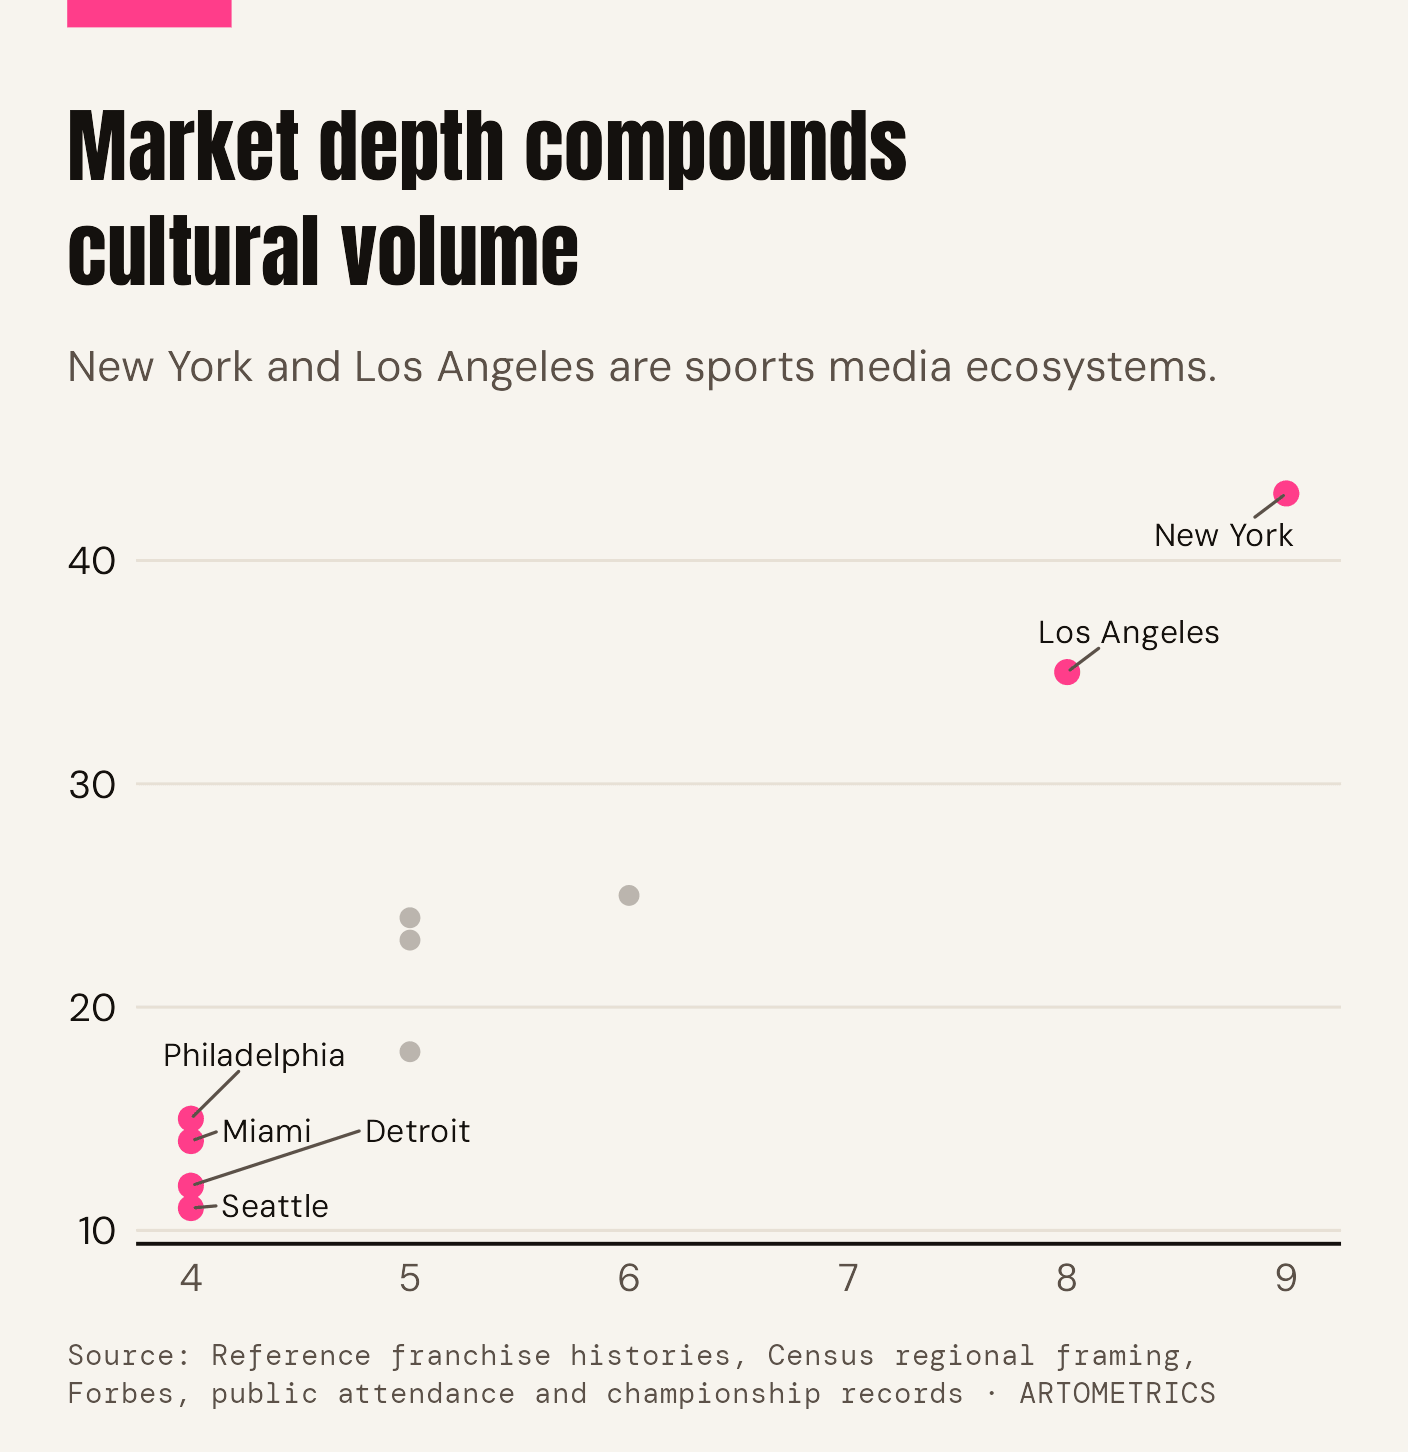 Market depth compounds
cultural volume
New York and Los Angeles are sports media ecosystems.
New York
40
Los Angeles
30
20
Philadelphia
Miami
Detroit
Seattle
10
4 5 6 7 8 9
Source: Reference franchise histories, Census regional framing,
Forbes, public attendance and championship records · ARTOMETRICS